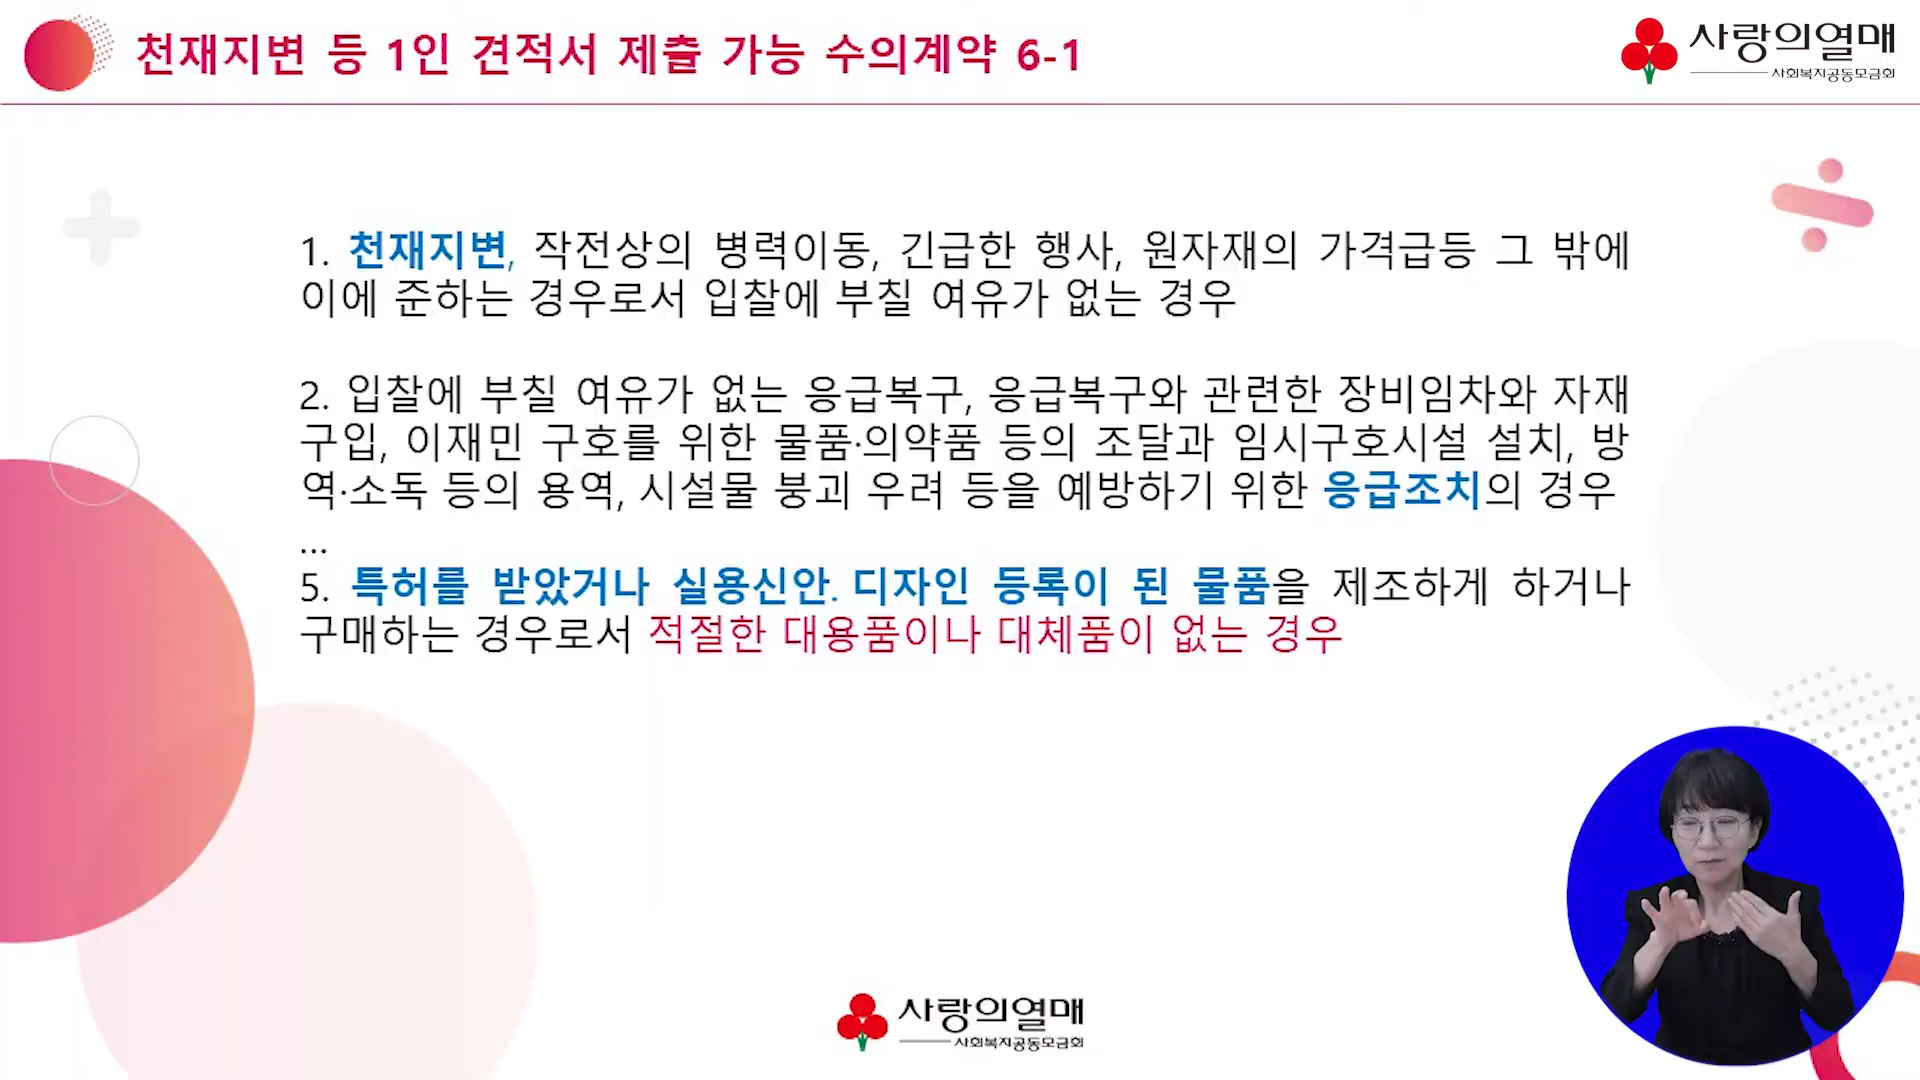 천재지변 등 1인 견적서 제출 가능 수의계약 6-1
사랑의열매
사회복지공동모금회
1. 천재지변, 작전상의 병력이동, 긴급한 행사, 원자재의 가격급등 그 밖에
이에 준하는 경우로서 입찰에 부칠 여유가 없는 경우
2. 입찰에 부칠 여유가 없는 응급복구, 응급복구와 관련한 장비임차와 자재
구입, 이재민 구호를 위한 물품·의약품 등의 조달과 임시구호시설 설치, 방
역·소독 등의 용역, 시설물 붕괴 우려 등을 예방하기 위한 응급조치의 경우
...
5. 특허를 받았거나 실용신안. 디자인 등록이 된 물품을 제조하게 하거나
구매하는 경우로서 적절한 대용품이나 대체품이 없는 경우
사랑의열매
사회복지공동모금회